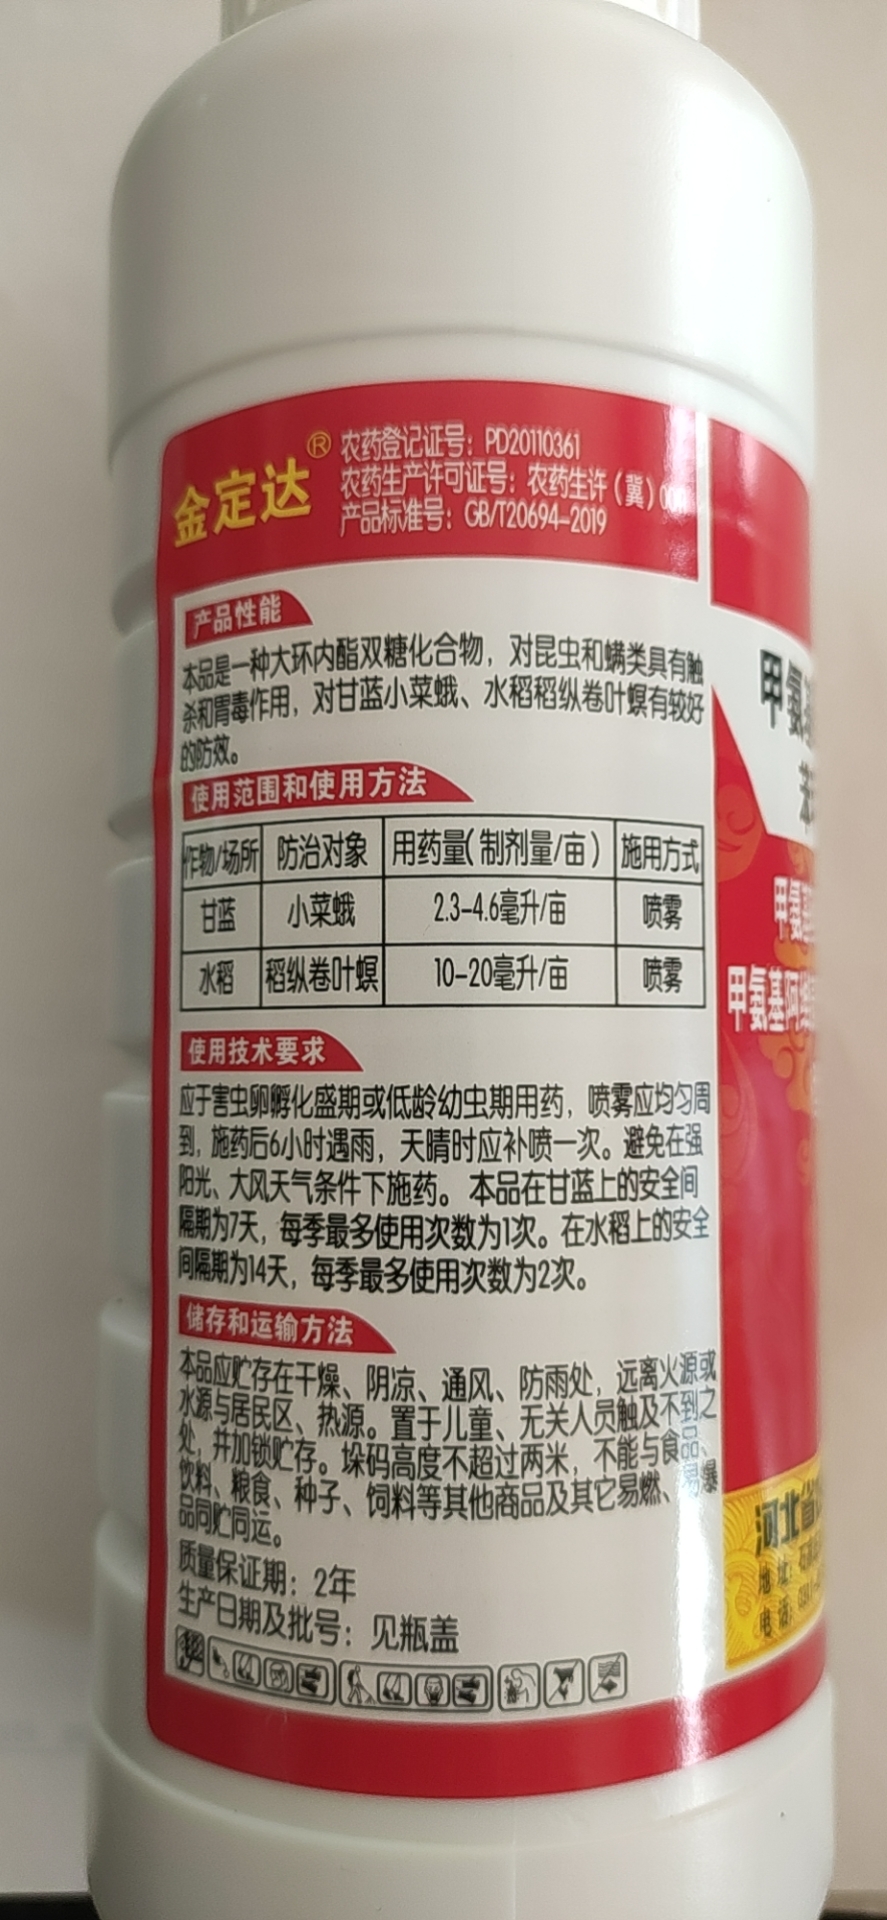 金定达®
农药登记证号：PD20110361
农药生产许可证号：农药生许（冀）
产品标准号：GB/T20694-2019
产品性能
本品是一种大环内酯双糖化合物，对昆虫和螨类具有触
杀和胃毒作用，对甘蓝小菜蛾、水稻稻纵卷叶螟有较好
的防效。
使用范围和使用方法
作物/场所 防治对象 用药量（制剂量/亩） 施用方式
甘蓝 小菜蛾 2.3-4.6毫升/亩 喷雾
水稻 稻纵卷叶螟 10-20毫升/亩 喷雾
使用技术要求
应于害虫卵孵化盛期或低龄幼虫期用药，喷雾应均匀周
到，施药后6小时遇雨，天晴时应补喷一次。避免在强
阳光、大风天气条件下施药。本品在甘蓝上的安全间
隔期为7天，每季最多使用次数为1次。在水稻上的安全
间隔期为14天，每季最多使用次数为2次。
储存和运输方法
本品应贮存在干燥、阴凉、通风、防雨处，远离火源或
水源与居民区、热源。置于儿童、无关人员触及不到之
处，并加锁贮存。垛码高度不超过两米，不能与食品、
饮料、粮食、种子、饲料等其他商品及其它易燃、易爆
品同贮同运。
质量保证期：2年
生产日期及批号：见瓶盖
甲氨
苯
甲氨基
甲氨基阿维
河北省
地 址：石
电 话：